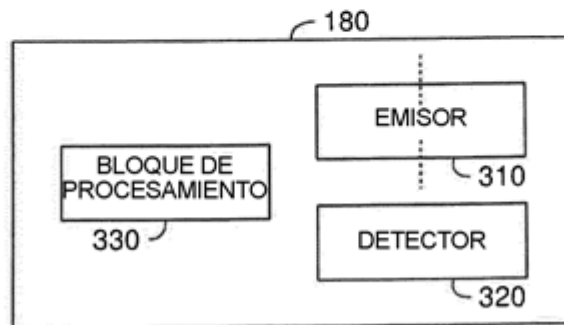 180
EMISOR
310
BLOQUE DE
PROCESAMIENTO
330
DETECTOR
320